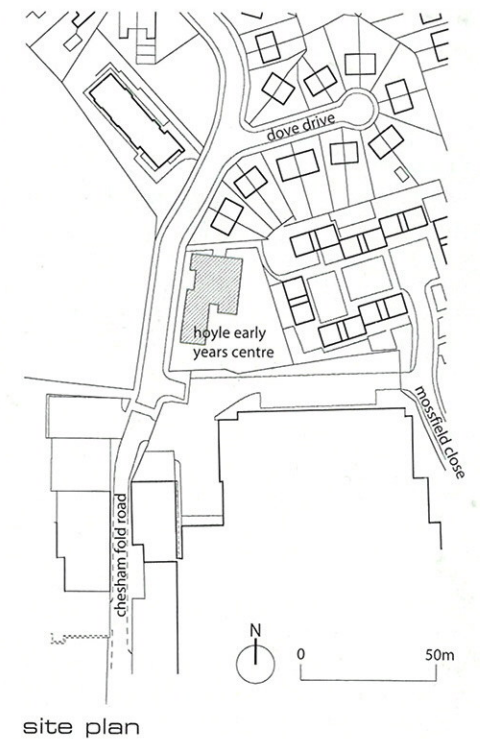 dove drive
hoyle early
years centre
mossfield close
chesham fold road
N
0 50m
site plan